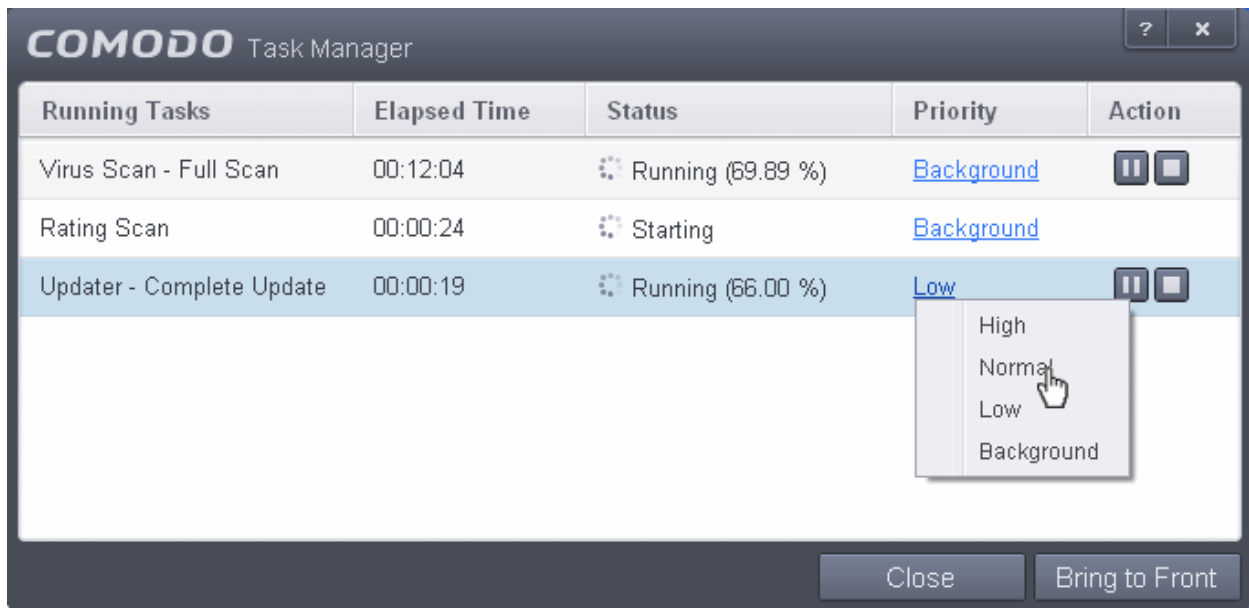 COMODO Task Manager
? ×
Running Tasks Elapsed Time Status Priority Action
Virus Scan - Full Scan 00:12:04 Running (69.89 %) Background
Rating Scan 00:00:24 Starting Background
Updater - Complete Update 00:00:19 Running (66.00 %) Low
High
Normal
Low
Background
Close Bring to Front